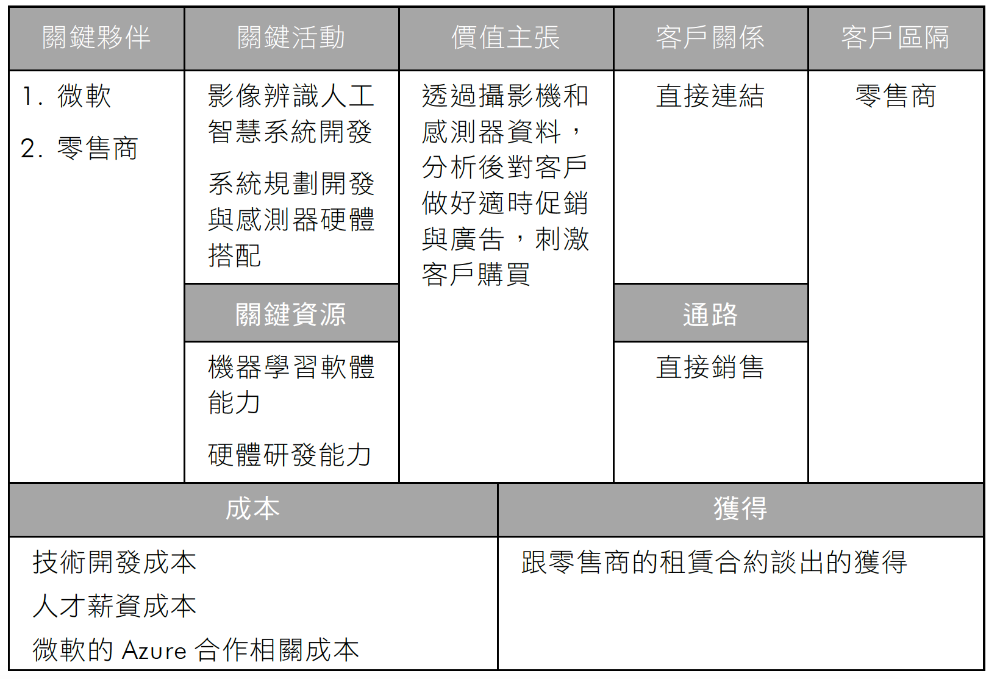 關鍵夥伴
關鍵活動
價值主張
客戶關係
客戶區隔
1. 微軟
2. 零售商
影像辨識人工
智慧系統開發
系統規劃開發
與感測器硬體
搭配
透過攝影機和
感測器資料，
分析後對客戶
做好適時促銷
與廣告，刺激
客戶購買
直接連結
零售商
關鍵資源
通路
機器學習軟體
能力
硬體研發能力
直接銷售
成本
獲得
技術開發成本
人才薪資成本
微軟的 Azure 合作相關成本
跟零售商的租賃合約談出的獲得